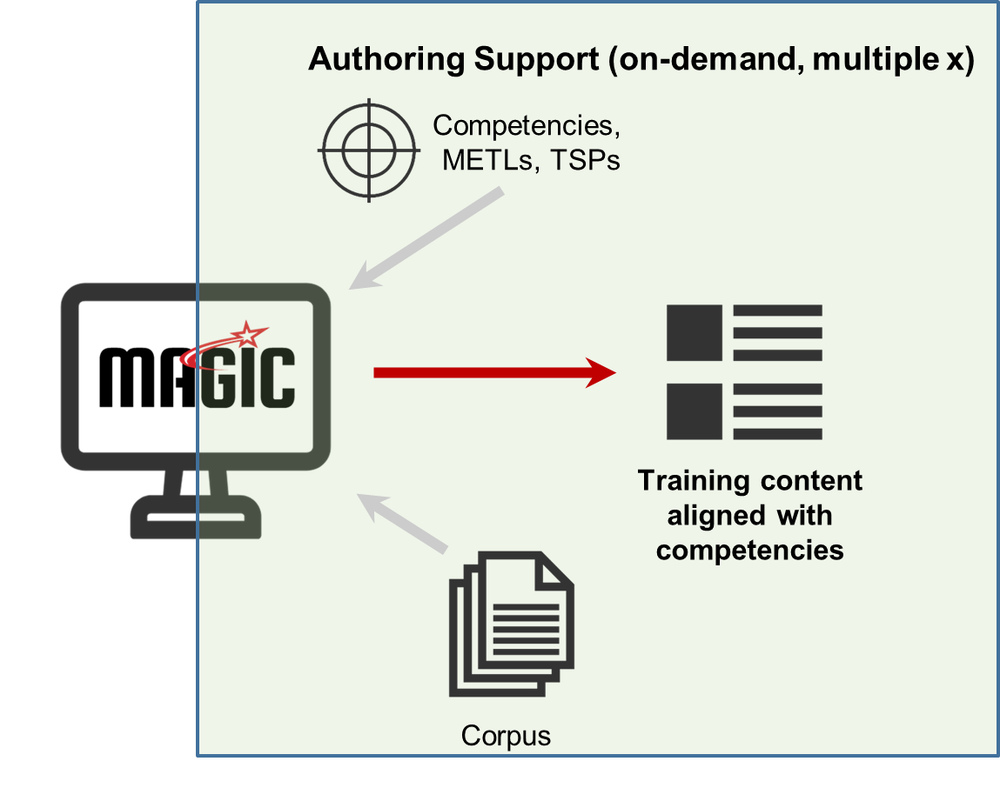 Authoring Support (on-demand, multiple x)
Competencies,
METLs, TSPs
MAGIC
Training content
aligned with
competencies
Corpus